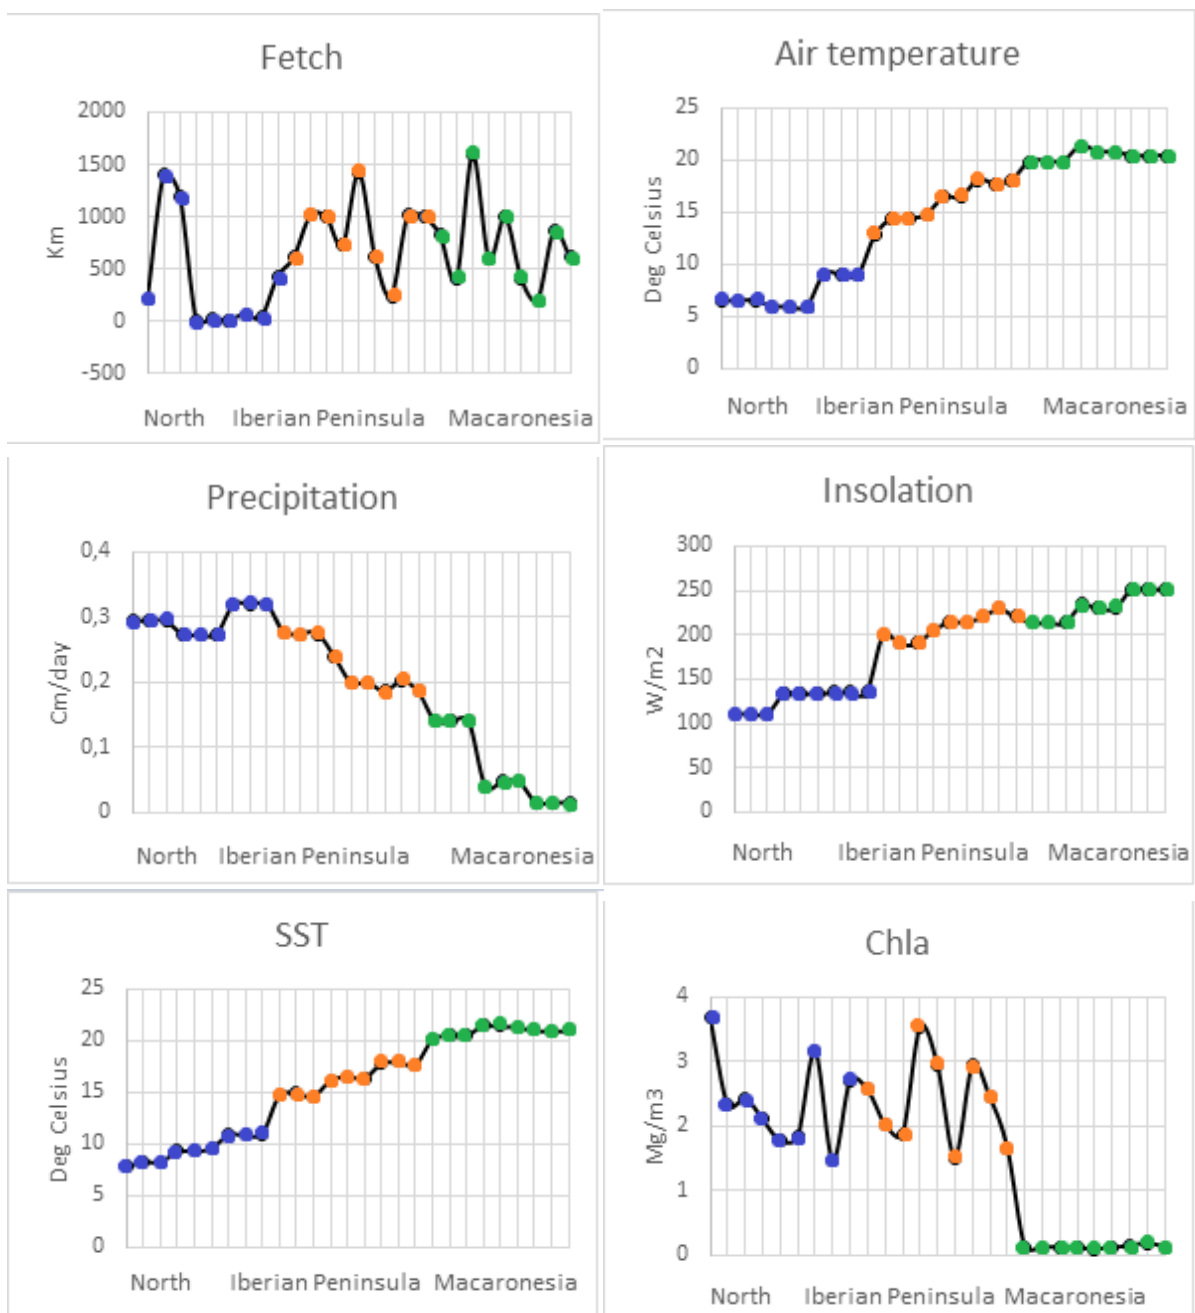 Fetch
2000
1500
1000
500
0
-500
Km
North Iberian Peninsula Macaronesia
Air temperature
25
20
15
10
5
0
Deg Celsius
North Iberian Peninsula Macaronesia
Precipitation
0,4
0,3
0,2
0,1
0
Cm/day
North Iberian Peninsula Macaronesia
Insolation
300
250
200
150
100
50
0
W/m2
North Iberian Peninsula Macaronesia
SST
25
20
15
10
5
0
Deg Celsius
North Iberian Peninsula Macaronesia
Chla
4
3
2
1
0
Mg/m3
North Iberian Peninsula Macaronesia